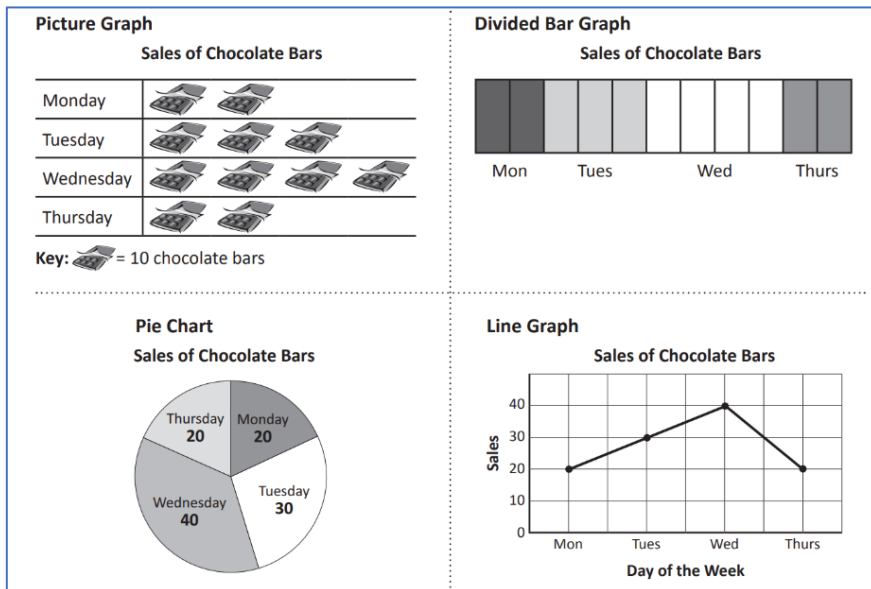 Picture Graph
Sales of Chocolate Bars
Monday
Tuesday
Wednesday
Thursday
Key: = 10 chocolate bars
Divided Bar Graph
Sales of Chocolate Bars
Mon Tues Wed Thurs
Pie Chart
Sales of Chocolate Bars
Thursday
20
Monday
20
Tuesday
30
Wednesday
40
Line Graph
Sales of Chocolate Bars
Sales
40
30
20
10
0
Mon Tues Wed Thurs
Day of the Week